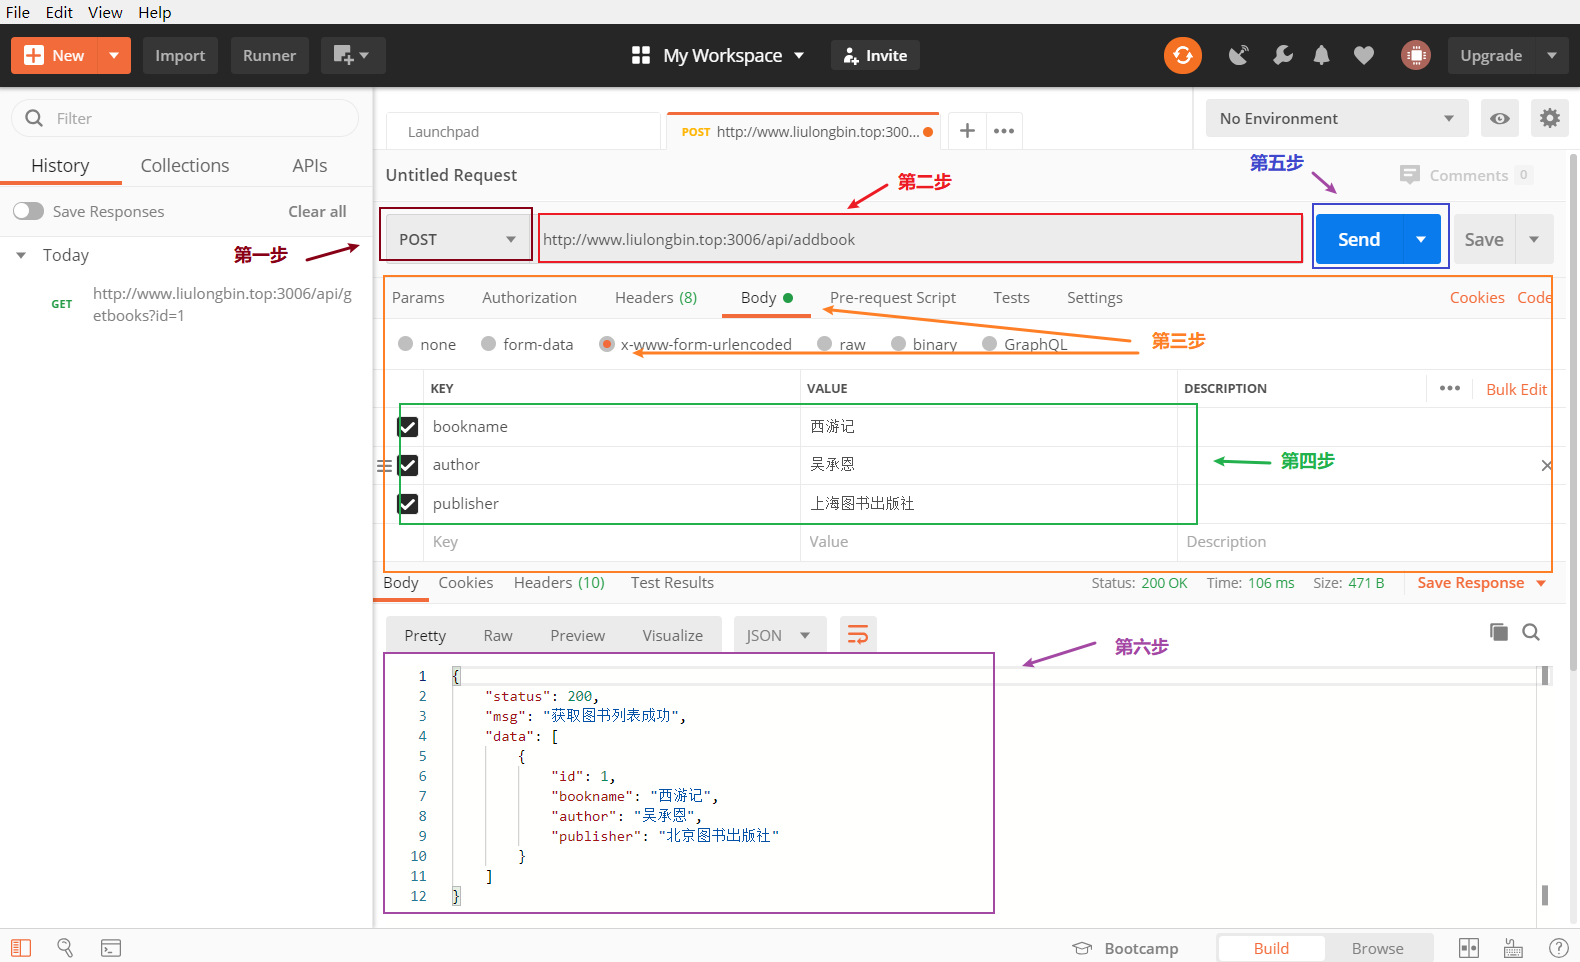 File Edit View Help
New Import Runner My Workspace Invite Upgrade
Filter
Launchpad POST http://www.liulongbin.top:300... No Environment
History Collections APIs
Untitled Request 第二步 第五步 Comments 0
Save Responses Clear all
POST http://www.liulongbin.top:3006/api/addbook Send Save
Today 第一步
GET http://www.liulongbin.top:3006/api/g
etbooks?id=1
Params Authorization Headers (8) Body Pre-request Script Tests Settings Cookies Code
none form-data x-www-form-urlencoded raw binary GraphQL 第三步
KEY VALUE DESCRIPTION Bulk Edit
bookname 西游记
author 吴承恩 第四步
publisher 上海图书出版社
Key Value Description
Body Cookies Headers (10) Test Results Status: 200 OK Time: 106 ms Size: 471 B Save Response
Pretty Raw Preview Visualize JSON
第六步
1 {
2 "status": 200,
3 "msg": "获取图书列表成功",
4 "data": [
5 {
6 "id": 1,
7 "bookname": "西游记",
8 "author": "吴承恩",
9 "publisher": "北京图书出版社"
10 }
11 ]
12 }
Bootcamp Build Browse